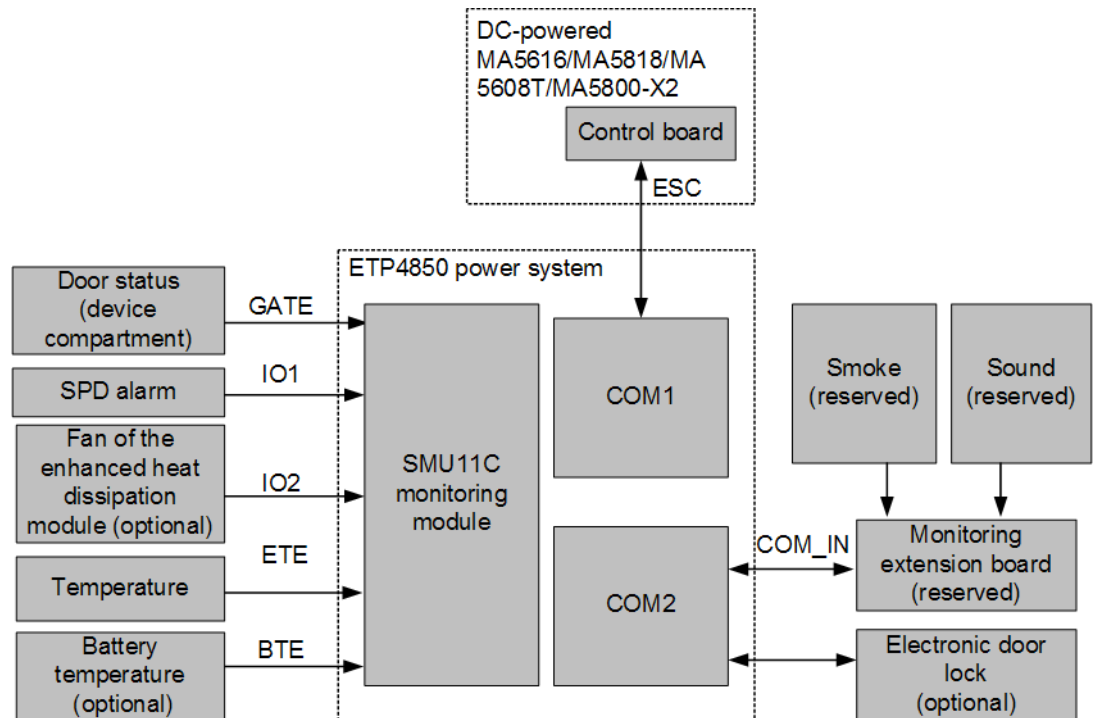 DC-powered
MA5616/MA5818/MA
5608T/MA5800-X2
Control board
ESC
ETP4850 power system
Door status
(device
compartment)
GATE
SPD alarm
IO1
Fan of the
enhanced heat
dissipation
module (optional)
IO2
Temperature
ETE
Battery
temperature
(optional)
BTE
SMU11C
monitoring
module
COM1
COM2
Smoke
(reserved)
Sound
(reserved)
COM_IN
Monitoring
extension board
(reserved)
Electronic door
lock
(optional)